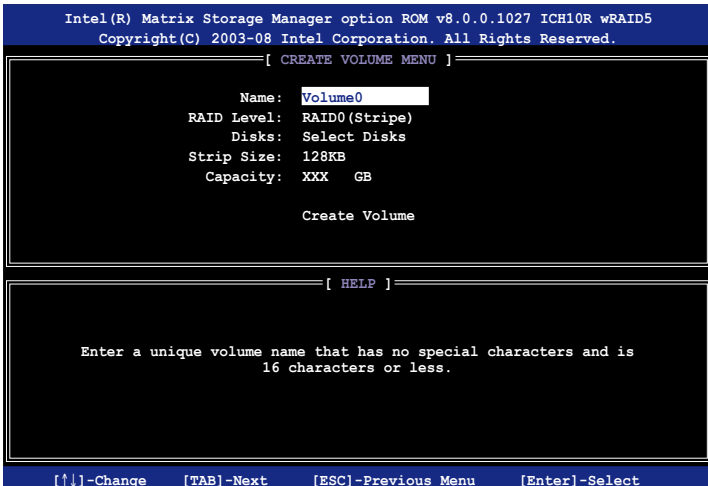 Intel(R) Matrix Storage Manager option ROM v8.0.0.1027 ICH10R wRAID5
Copyright(C) 2003-08 Intel Corporation. All Rights Reserved.
[ CREATE VOLUME MENU ]
Name: Volume0
RAID Level: RAID0(Stripe)
Disks: Select Disks
Strip Size: 128KB
Capacity: XXX GB
Create Volume
[ HELP ]
Enter a unique volume name that has no special characters and is
16 characters or less.
[↑↓]-Change [TAB]-Next [ESC]-Previous Menu [Enter]-Select